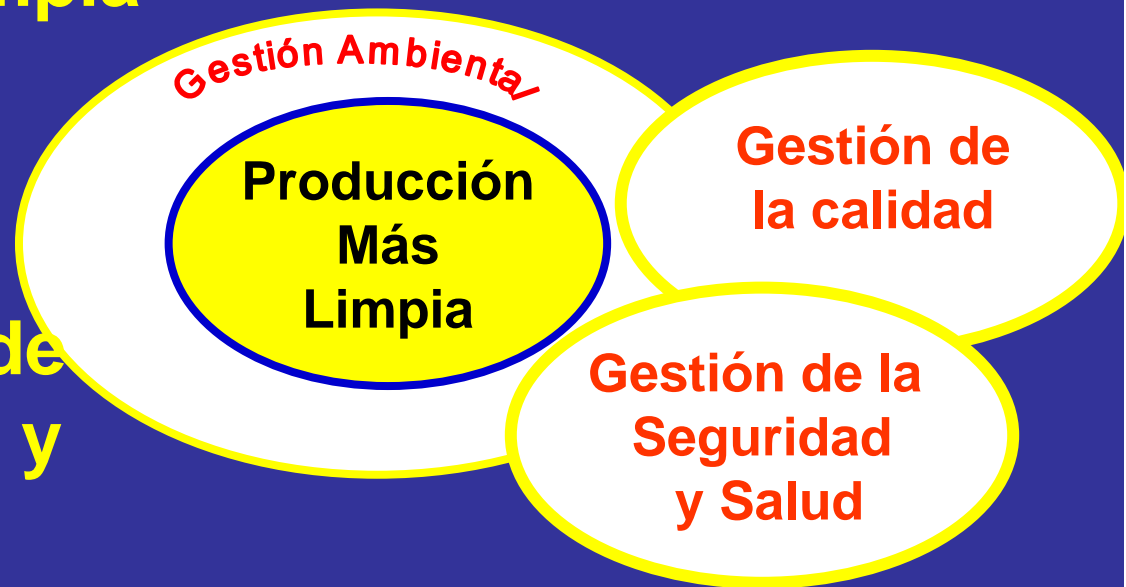 Gestión Ambiental
Producción
Más
Limpia
Gestión de
la calidad
de
y
Gestión de la
Seguridad
y Salud